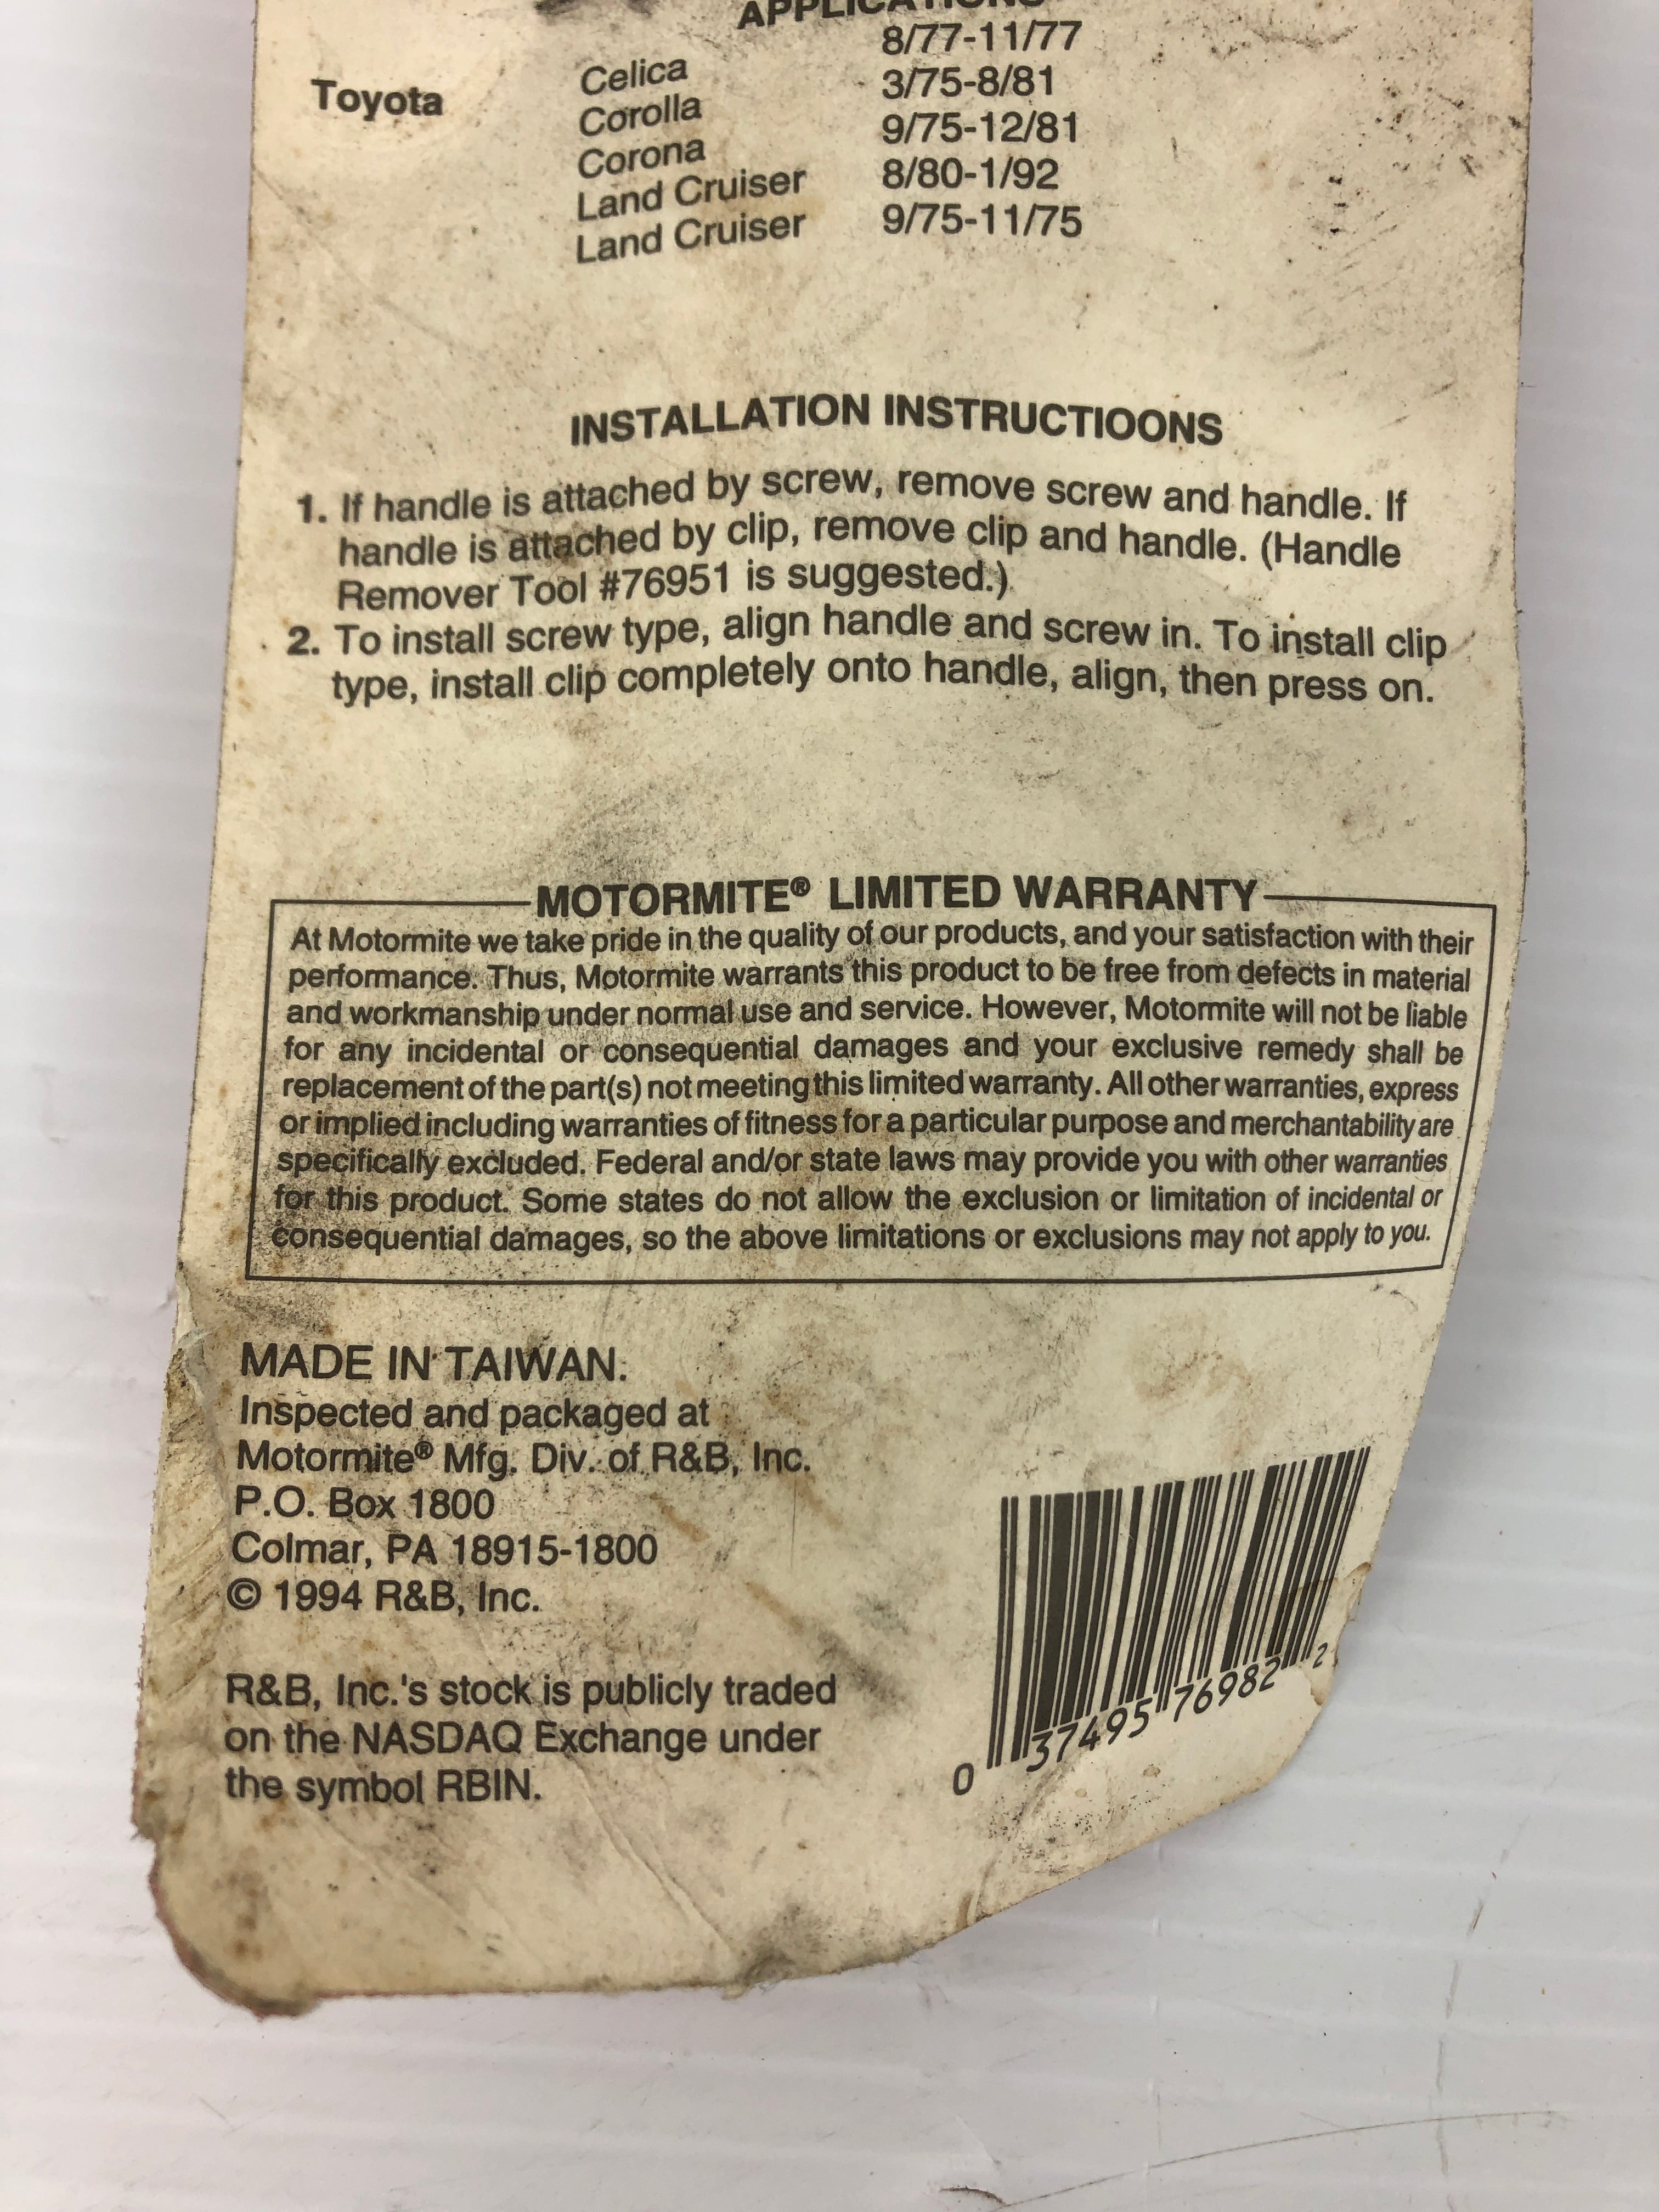 APPLICATIONS
Toyota Celica 8/77-11/77
Corolla 3/75-8/81
Corona 9/75-12/81
Land Cruiser 8/80-1/92
Land Cruiser 9/75-11/75
INSTALLATION INSTRUCTIOONS
1. If handle is attached by screw, remove screw and handle. If
handle is attached by clip, remove clip and handle. (Handle
Remover Tool #76951 is suggested.)
2. To install screw type, align handle and screw in. To install clip
type, install clip completely onto handle, align, then press on.
MOTORMITE® LIMITED WARRANTY
At Motormite we take pride in the quality of our products, and your satisfaction with their
performance. Thus, Motormite warrants this product to be free from defects in material
and workmanship under normal use and service. However, Motormite will not be liable
for any incidental or consequential damages and your exclusive remedy shall be
replacement of the part(s) not meeting this limited warranty. All other warranties, express
or implied including warranties of fitness for a particular purpose and merchantability are
specifically excluded. Federal and/or state laws may provide you with other warranties
for this product. Some states do not allow the exclusion or limitation of incidental or
consequential damages, so the above limitations or exclusions may not apply to you.
MADE IN TAIWAN.
Inspected and packaged at
Motormite® Mfg. Div. of R&B, Inc.
P.O. Box 1800
Colmar, PA 18915-1800
© 1994 R&B, Inc.
R&B, Inc.'s stock is publicly traded
on the NASDAQ Exchange under
the symbol RBIN.
0 37495 76982 2